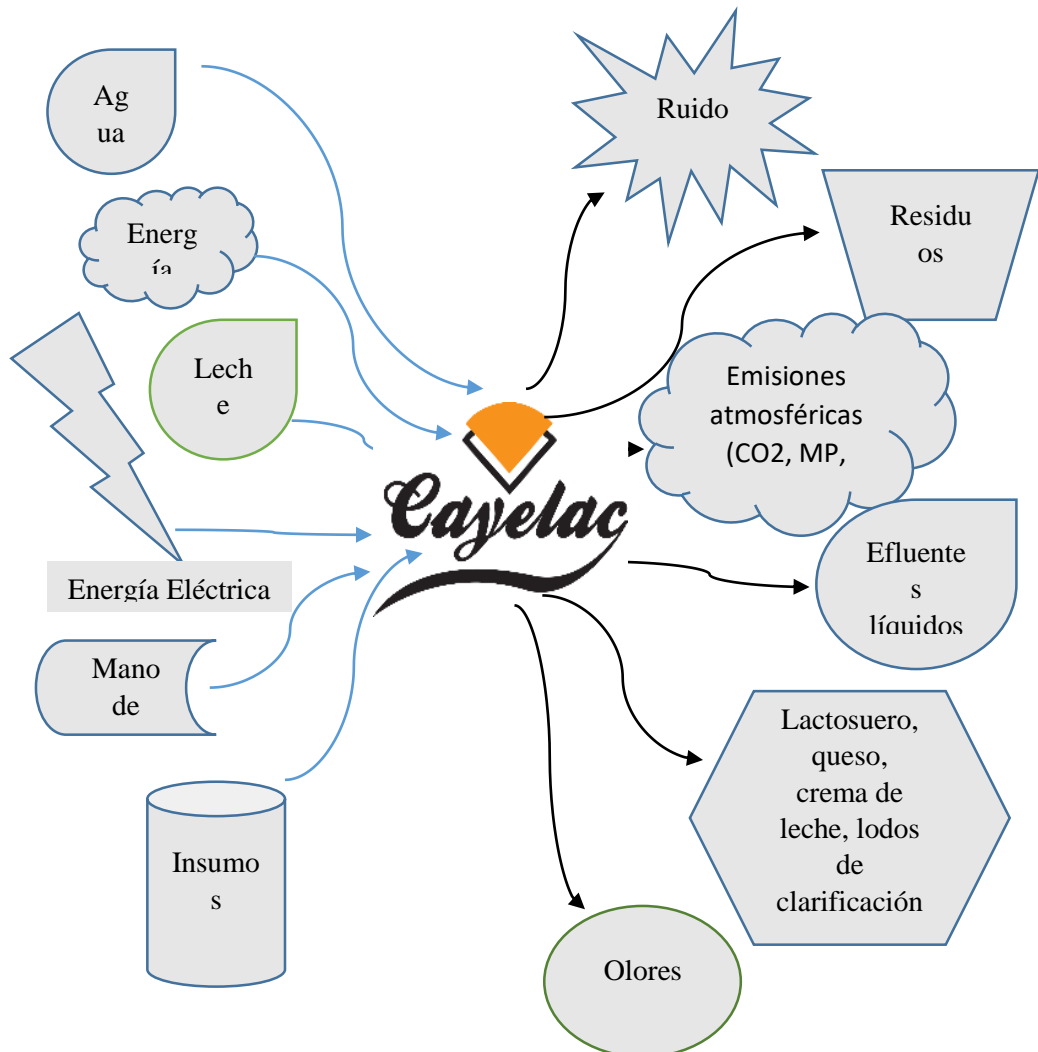 Ag
ua
Energ
ía
Lech
e
Energía Eléctrica
Mano
de
Insumo
s
Cayelac
Ruido
Residu
os
Emisiones
atmosféricas
(CO2, MP,
Efluente
s
líquidos
Lactosuero,
queso,
crema de
leche, lodos
de
clarificación
Olores